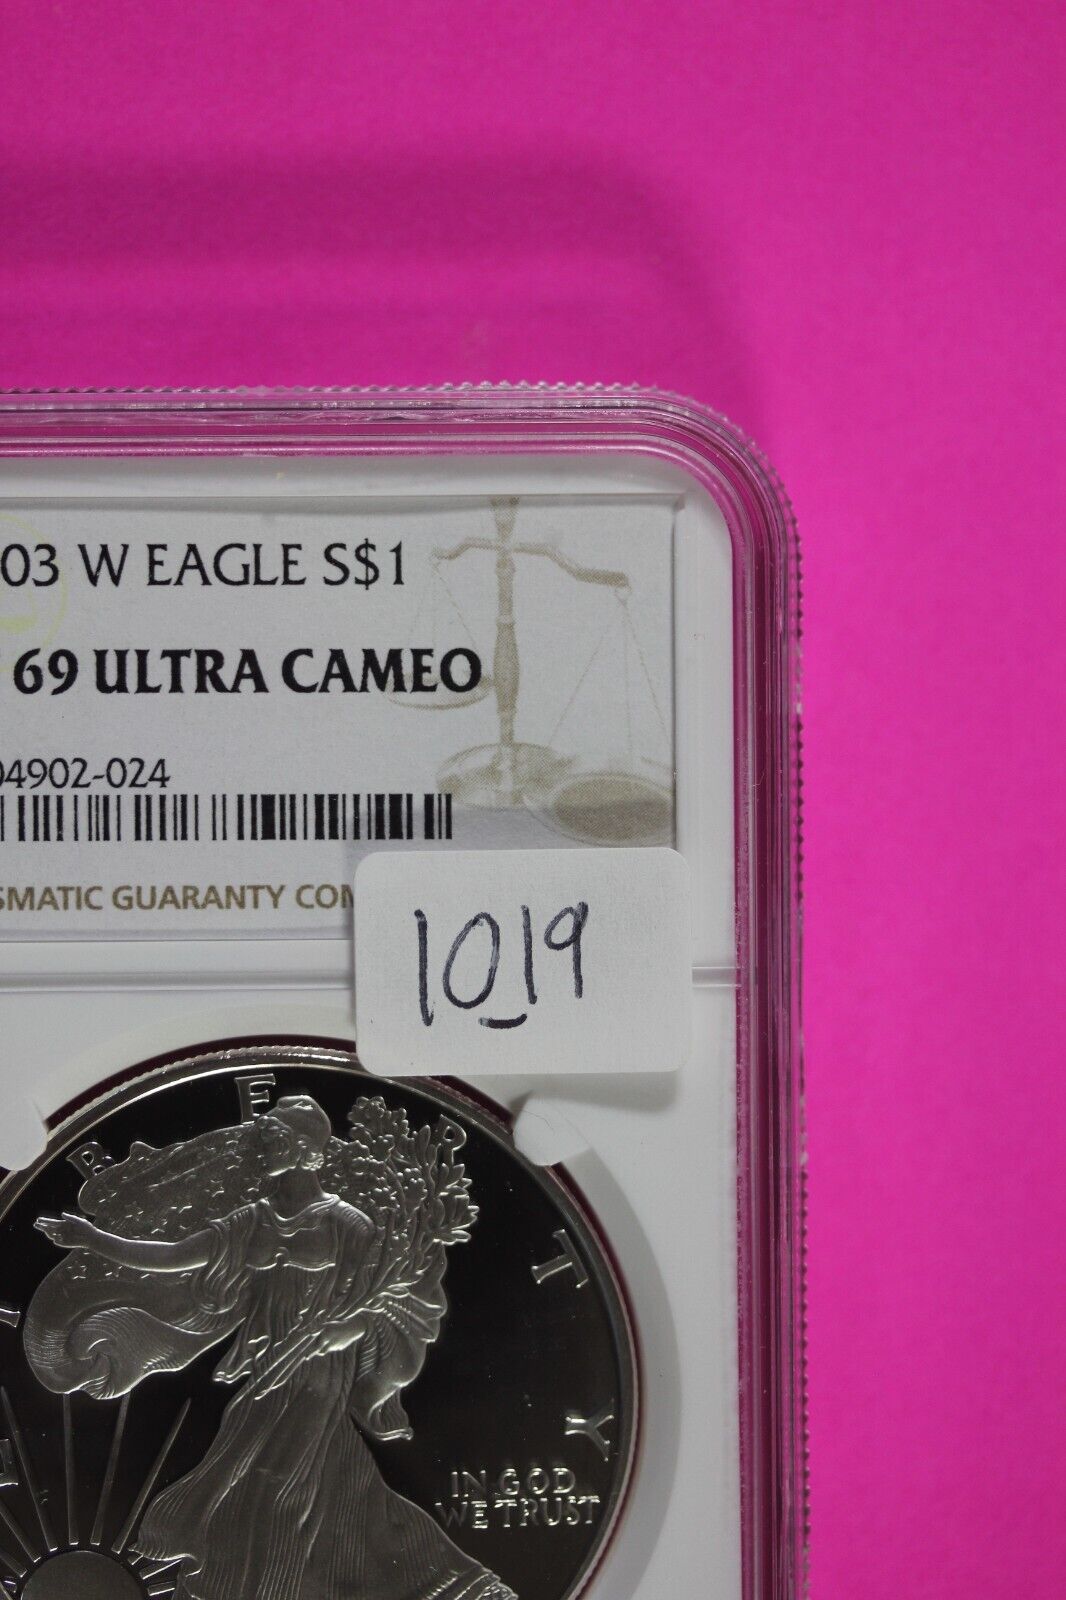 03 W EAGLE S$1
69 ULTRA CAMEO
04902-024
SMATIC GUARANTY COM
1019
LIBERTY
IN GOD
WE TRUST